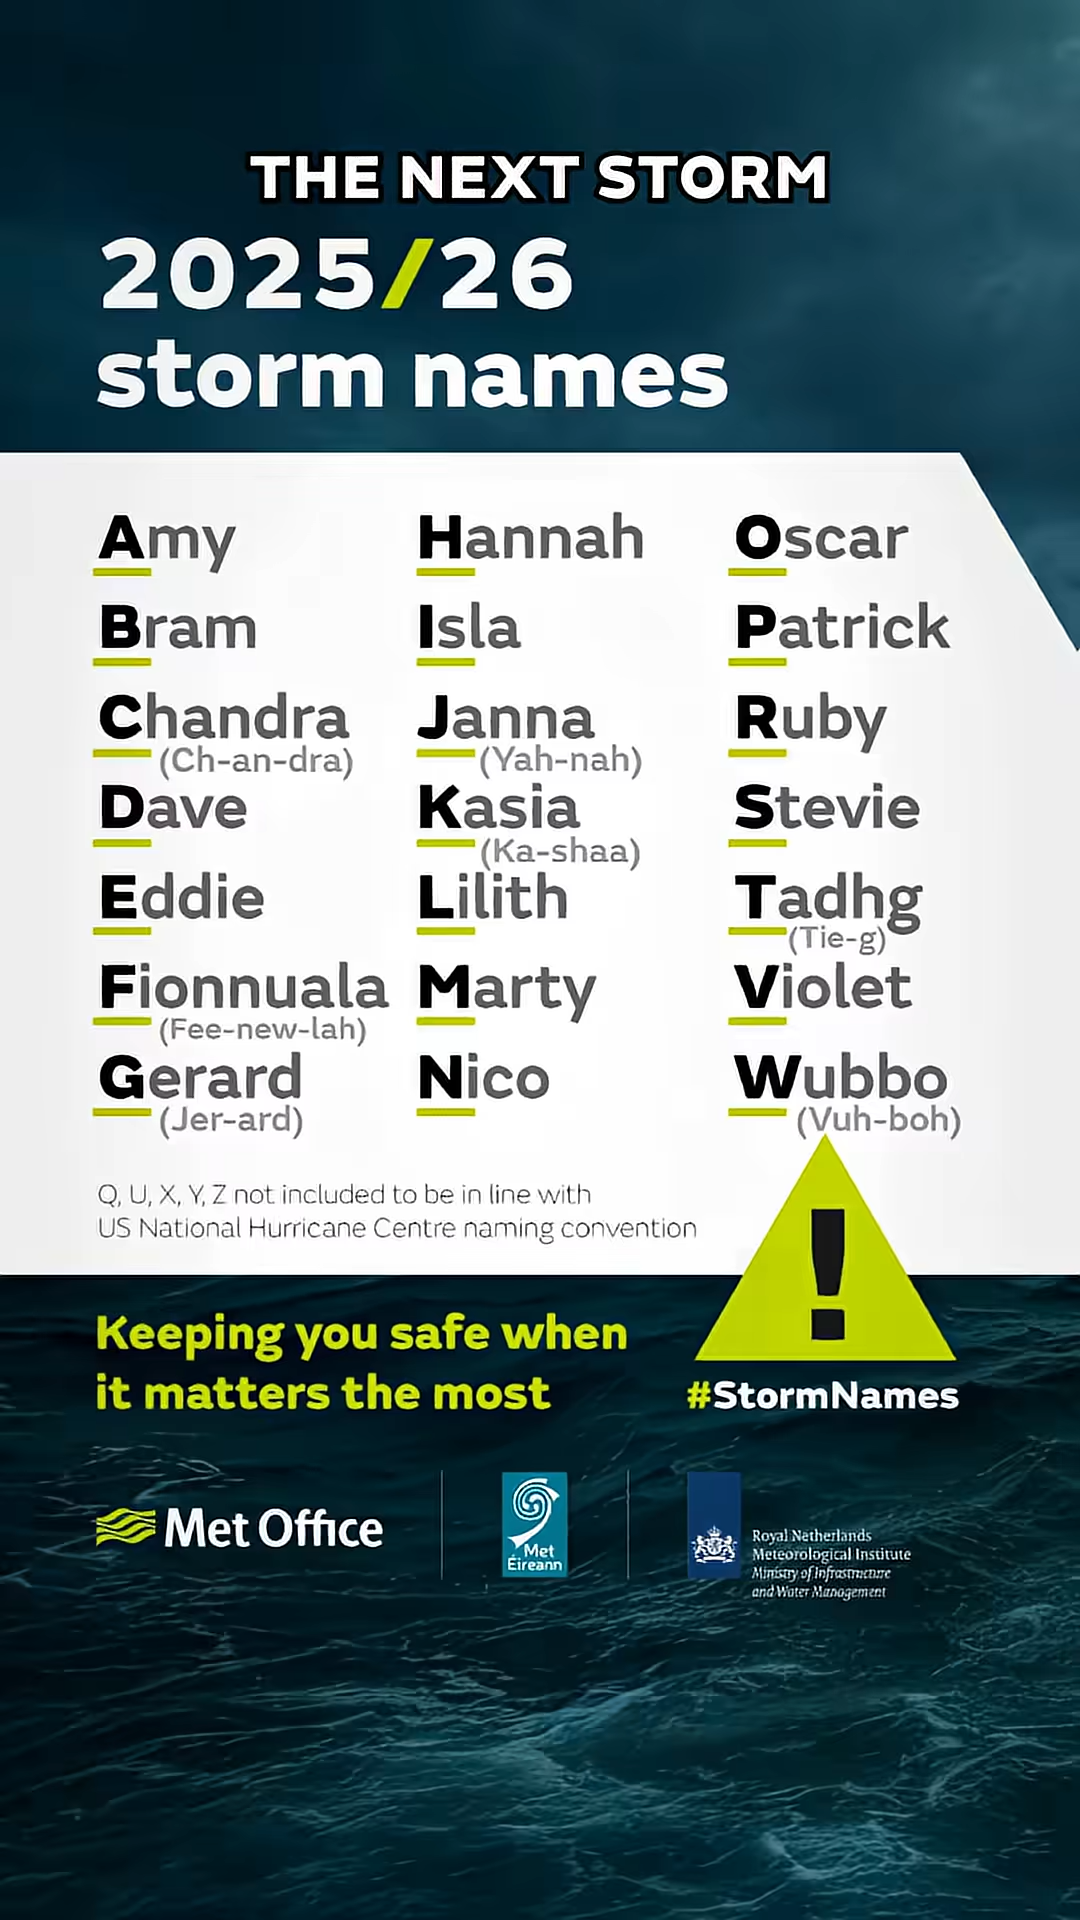 THE NEXT STORM
2025/26
storm names
Amy
Bram
Chandra
(Ch-an-dra)
Dave
Eddie
Fionnuala
(Fee-new-lah)
Gerard
(Jer-ard)
Hannah
Isla
Janna
(Yah-nah)
Kasia
(Ka-shaa)
Lilith
Marty
Nico
Oscar
Patrick
Ruby
Stevie
Tadhg
(Tie-g)
Violet
Wubbo
(Vuh-boh)
Q, U, X, Y, Z not included to be in line with
US National Hurricane Centre naming convention
!
Keeping you safe when
it matters the most
#StormNames
Met Office
Met
Éireann
Royal Netherlands
Meteorological Institute
Ministry of Infrastructure
and Water Management